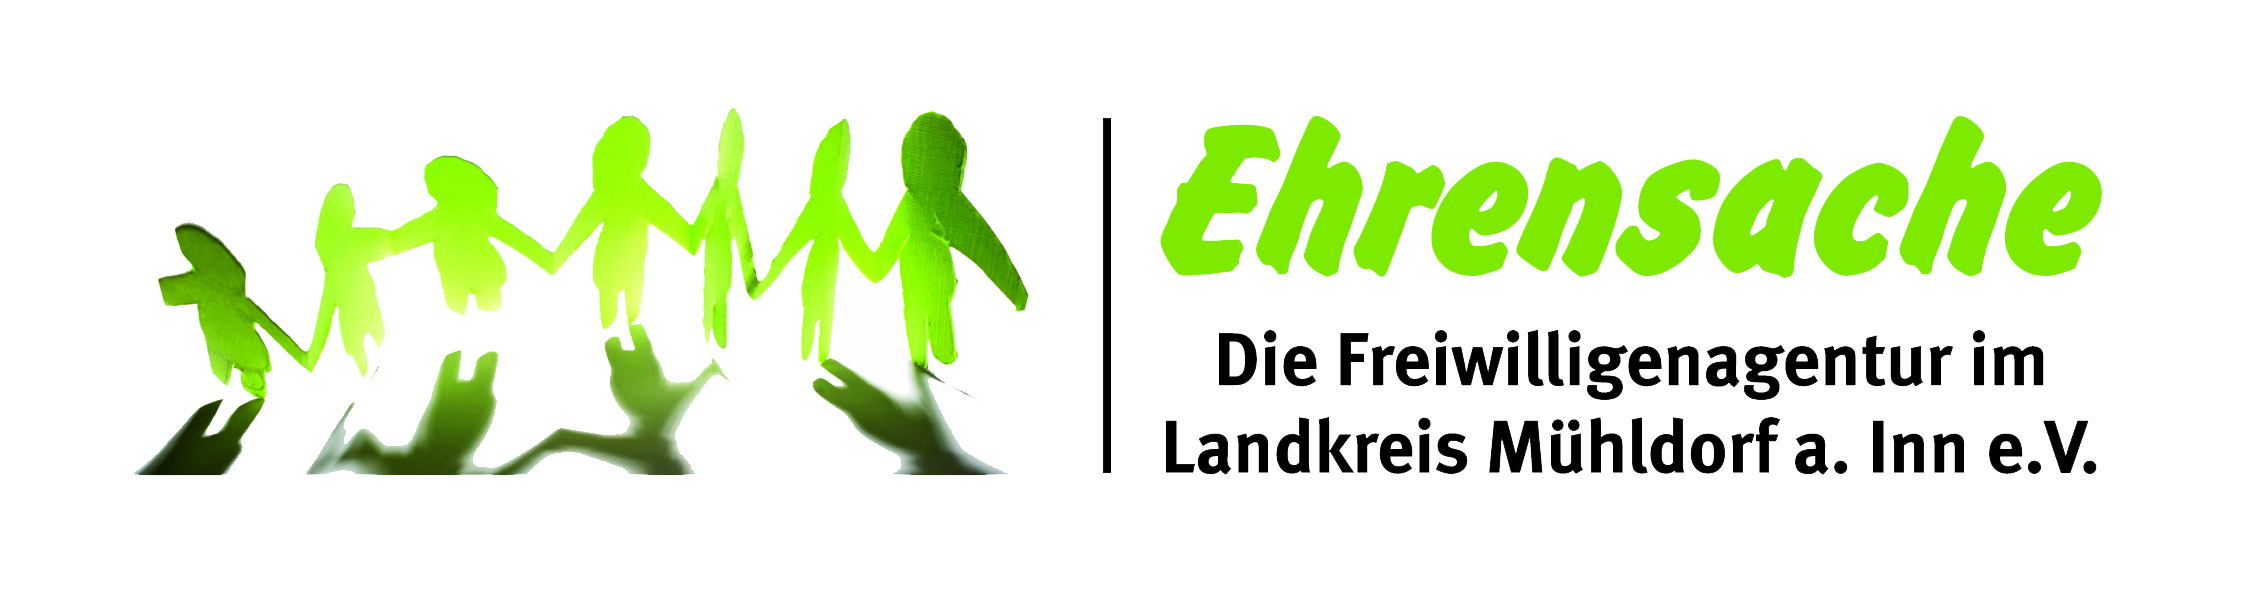 Ehrensache
Die Freiwilligenagentur im
Landkreis Mühldorf a. Inn e.V.